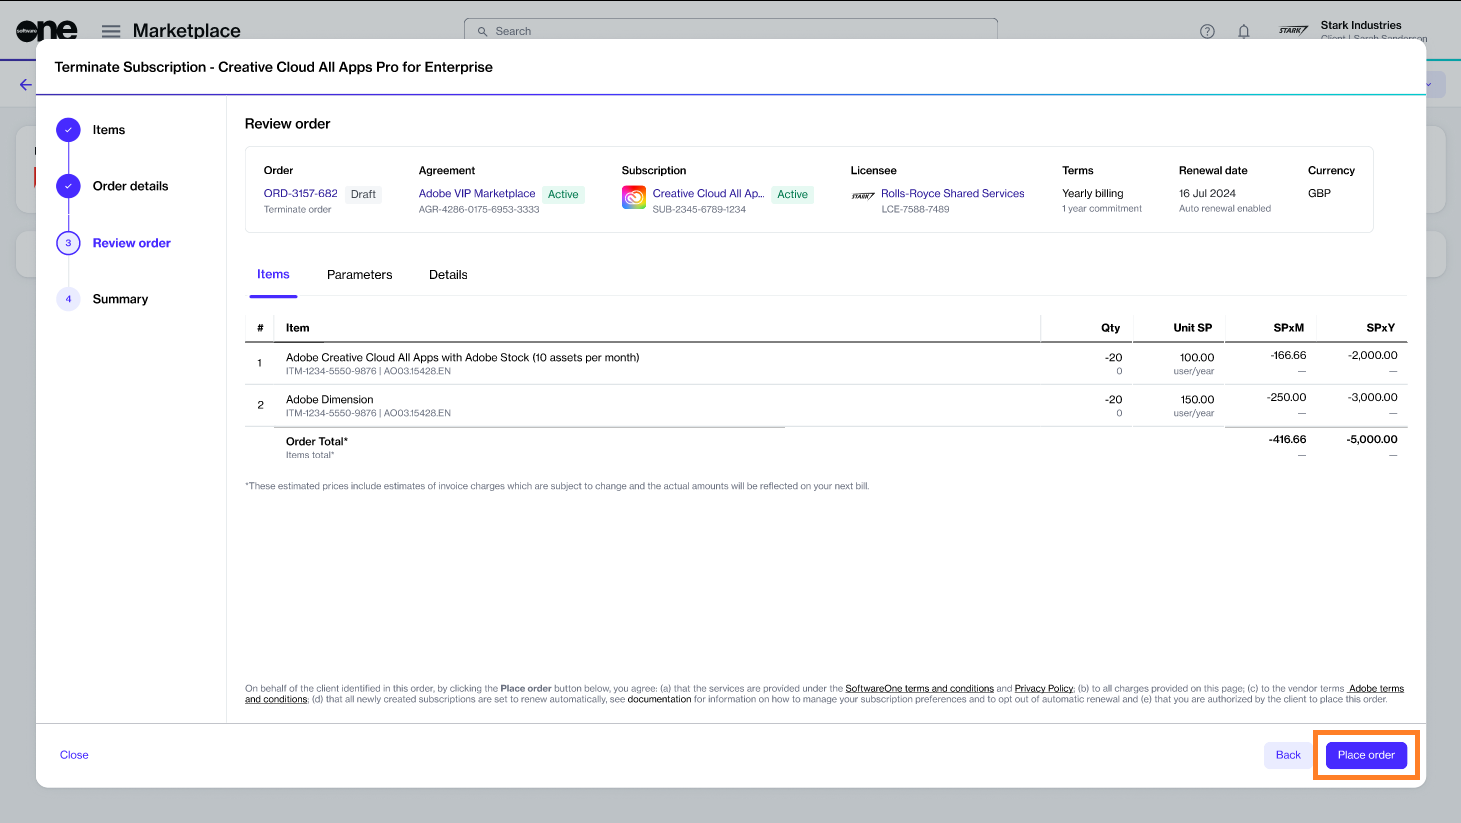 software one
Marketplace
Search
Stark Industries
STARK
Client | Sarah Sanderson
Terminate Subscription - Creative Cloud All Apps Pro for Enterprise
Items
Order details
3 Review order
4 Summary
Review order
Order
ORD-3157-682 Draft
Terminate order
Agreement
Adobe VIP Marketplace Active
AGR-4286-0175-6953-3333
Subscription
Creative Cloud All Ap... Active
SUB-2345-6789-1234
Licensee
STARK Rolls-Royce Shared Services
LCE-7588-7489
Terms
Yearly billing
1 year commitment
Renewal date
16 Jul 2024
Auto renewal enabled
Currency
GBP
Items Parameters Details
# Item Qty Unit SP SPxM SPxY
1 Adobe Creative Cloud All Apps with Adobe Stock (10 assets per month) -20 100.00 -166.66 -2,000.00
ITM-1234-5550-9876 | AO03.15428.EN 0 user/year — —
2 Adobe Dimension -20 150.00 -250.00 -3,000.00
ITM-1234-5550-9876 | AO03.15428.EN 0 user/year — —
Order Total* -416.66 -5,000.00
Items total* — —
*These estimated prices include estimates of invoice charges which are subject to change and the actual amounts will be reflected on your next bill.
On behalf of the client identified in this order, by clicking the Place order button below, you agree: (a) that the services are provided under the SoftwareOne terms and conditions and Privacy Policy; (b) to all charges provided on this page; (c) to the vendor terms Adobe terms
and conditions; (d) that all newly created subscriptions are set to renew automatically, see documentation for information on how to manage your subscription preferences and to opt out of automatic renewal and (e) that you are authorized by the client to place this order.
Close Back Place order